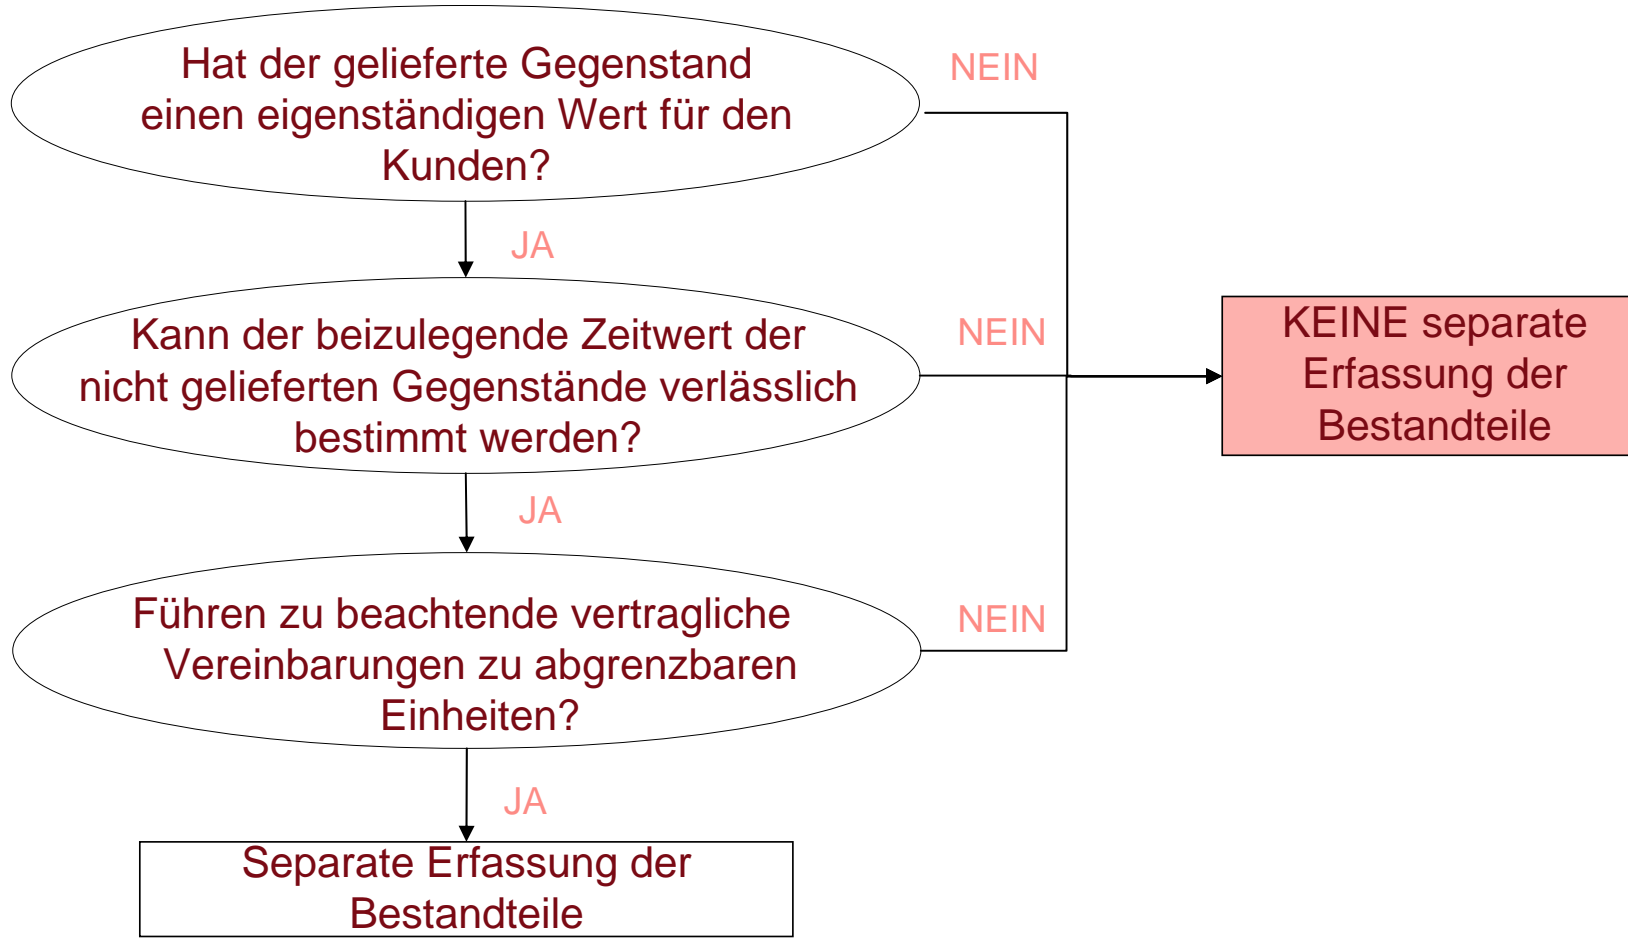 Hat der gelieferte Gegenstand
einen eigenständigen Wert für den
Kunden?
NEIN
JA
Kann der beizulegende Zeitwert der
nicht gelieferten Gegenstände verlässlich
bestimmt werden?
NEIN
KEINE separate
Erfassung der
Bestandteile
JA
Führen zu beachtende vertragliche
Vereinbarungen zu abgrenzbaren
Einheiten?
NEIN
JA
Separate Erfassung der
Bestandteile